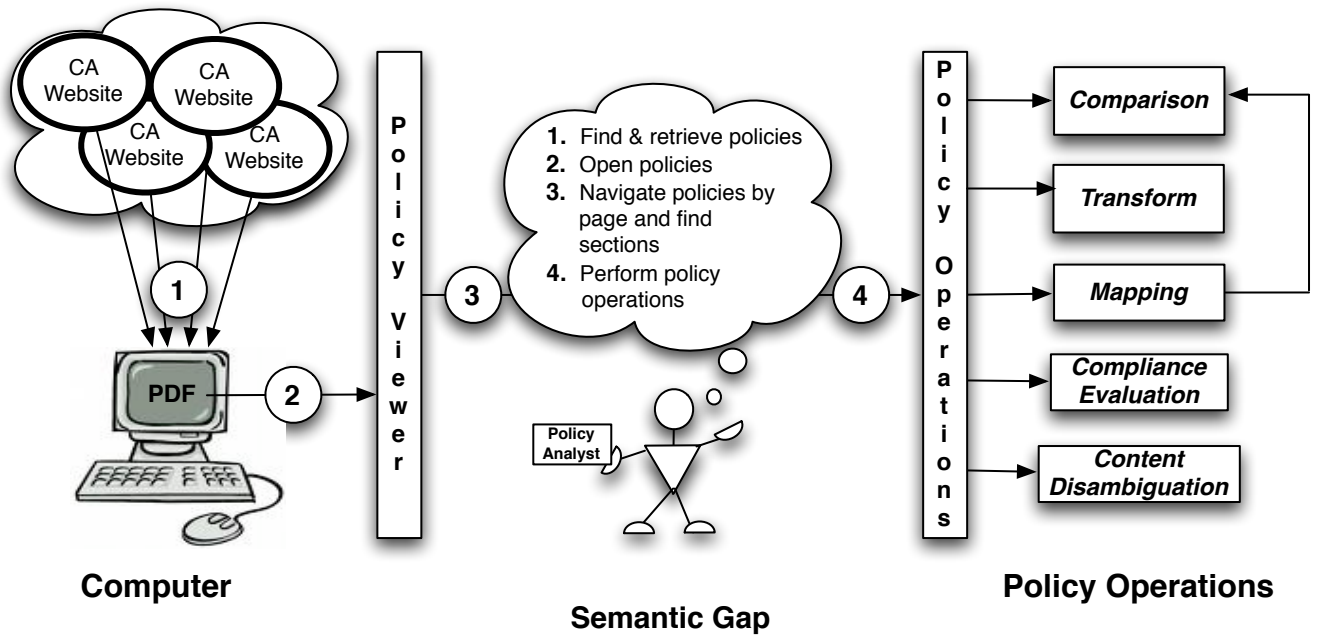 CA
Website
CA
Website
CA
Website
CA
Website
1
PDF
2
Computer
Policy Viewer
3
1. Find & retrieve policies
2. Open policies
3. Navigate policies by
page and find
sections
4. Perform policy
operations
Policy
Analyst
Semantic Gap
4
Policy Operations
Comparison
Transform
Mapping
Compliance
Evaluation
Content
Disambiguation
Policy Operations